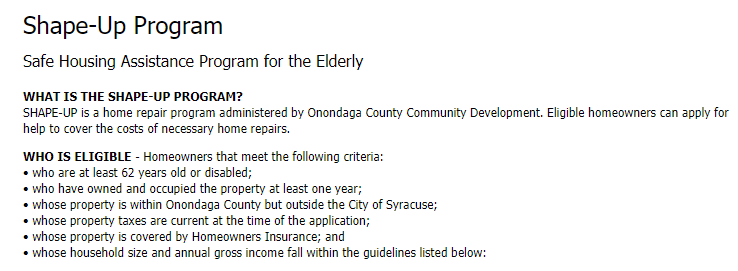 Shape-Up Program
Safe Housing Assistance Program for the Elderly
WHAT IS THE SHAPE-UP PROGRAM?
SHAPE-UP is a home repair program administered by Onondaga County Community Development. Eligible homeowners can apply for
help to cover the costs of necessary home repairs.
WHO IS ELIGIBLE - Homeowners that meet the following criteria:
• who are at least 62 years old or disabled;
• who have owned and occupied the property at least one year;
• whose property is within Onondaga County but outside the City of Syracuse;
• whose property taxes are current at the time of the application;
• whose property is covered by Homeowners Insurance; and
• whose household size and annual gross income fall within the guidelines listed below: